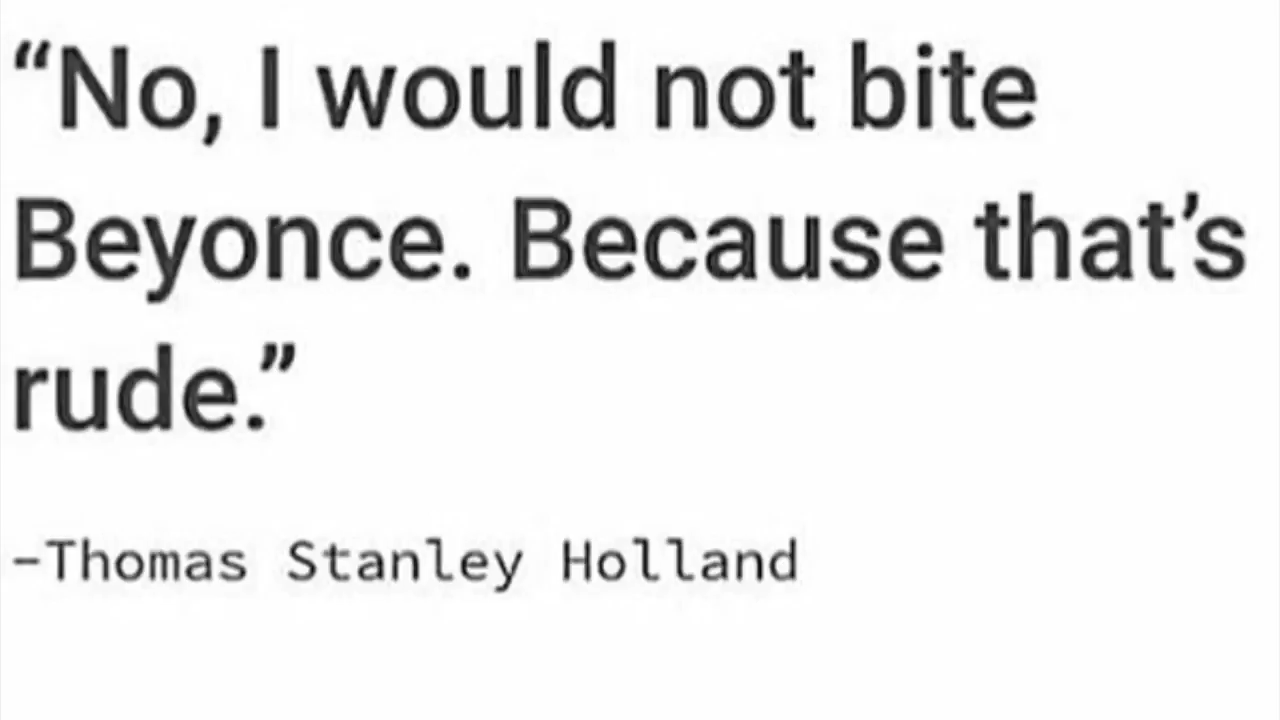 “No, I would not bite
Beyonce. Because that’s
rude.”
–Thomas Stanley Holland